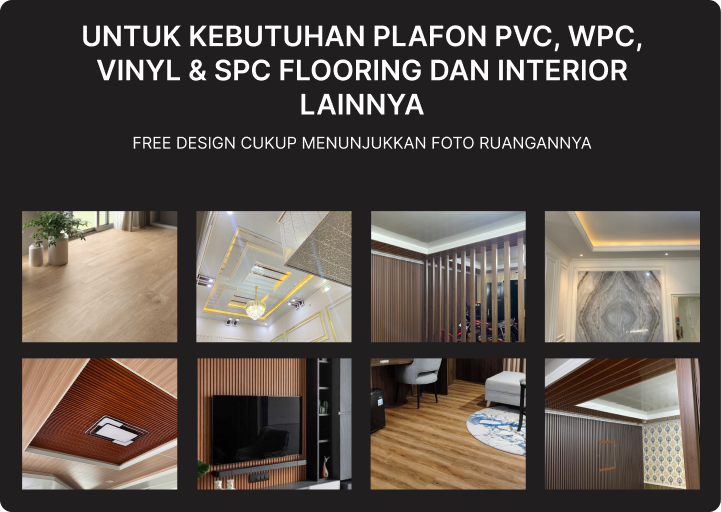 UNTUK KEBUTUHAN PLAFON PVC, WPC,
VINYL & SPC FLOORING DAN INTERIOR
LAINNYA
FREE DESIGN CUKUP MENUNJUKKAN FOTO RUANGANNYA